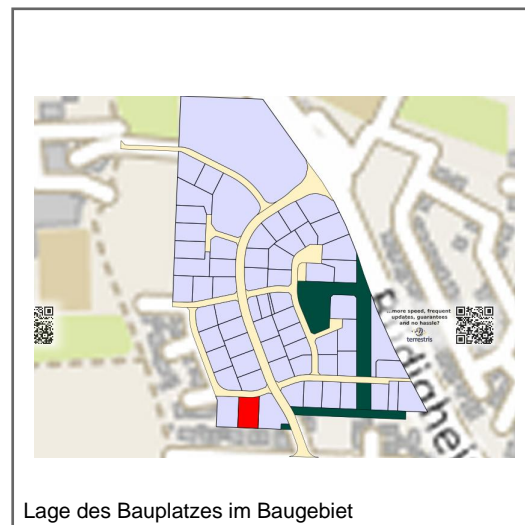 ...more speed, frequent
updates, guarantees
and no hassle?
terrestris
Lage des Bauplatzes im Baugebiet